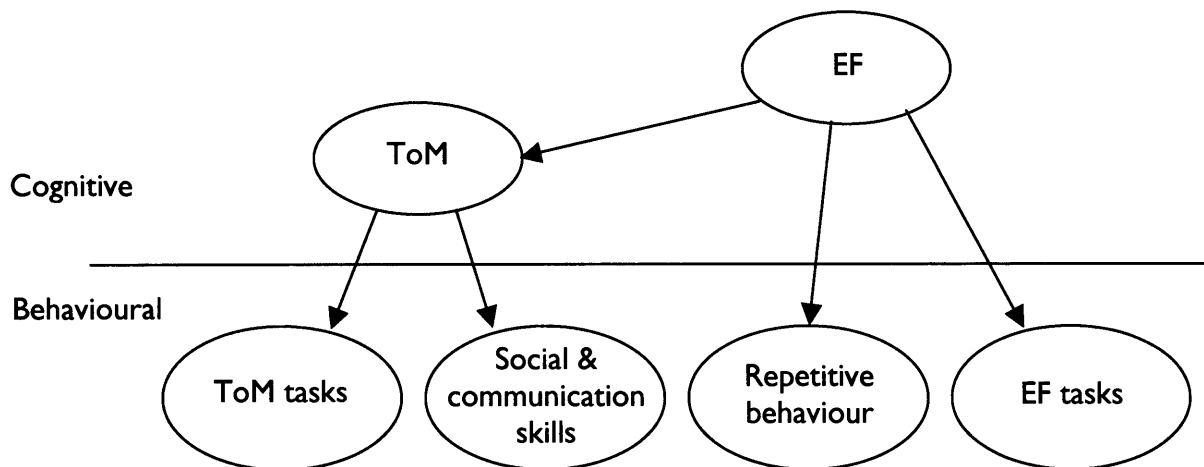 EF
ToM
Cognitive
Behavioural
ToM tasks
Social &
communication
skills
Repetitive
behaviour
EF tasks